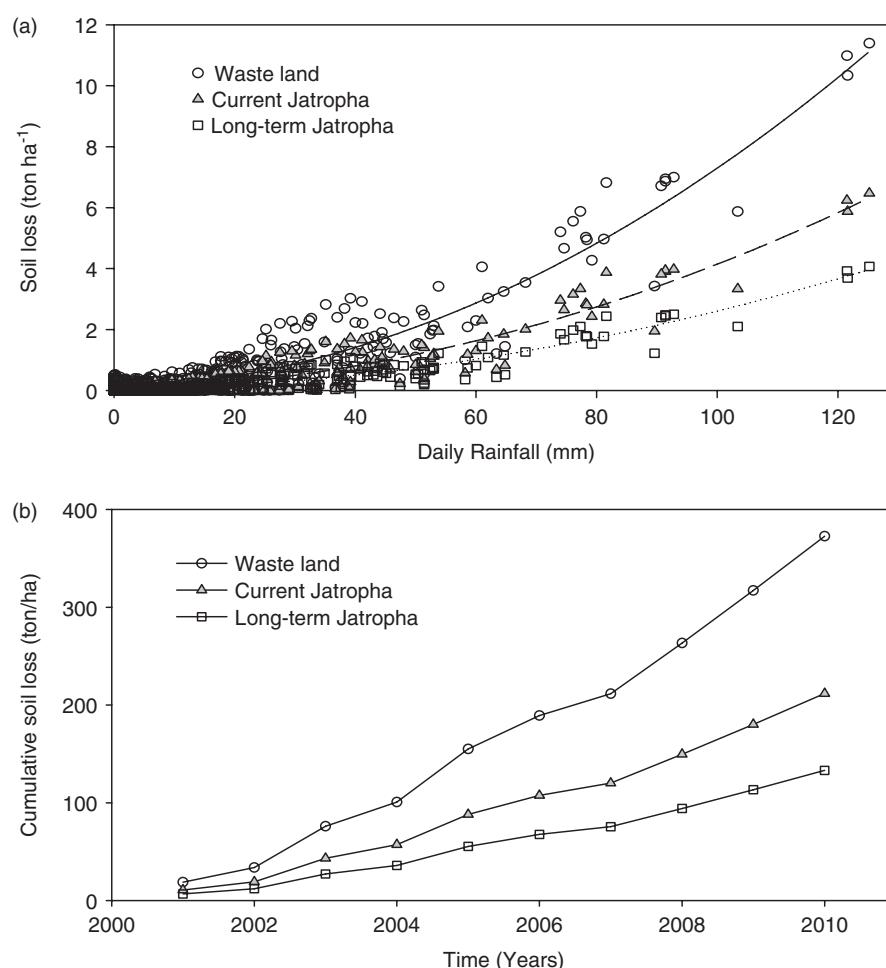 (a)
12
10
8
6
4
2
0
Soil loss (ton ha⁻¹)
Waste land
Current Jatropha
Long-term Jatropha
0 20 40 60 80 100 120
Daily Rainfall (mm)
(b)
400
300
200
100
0
Cumulative soil loss (ton/ha)
Waste land
Current Jatropha
Long-term Jatropha
2000 2002 2004 2006 2008 2010
Time (Years)